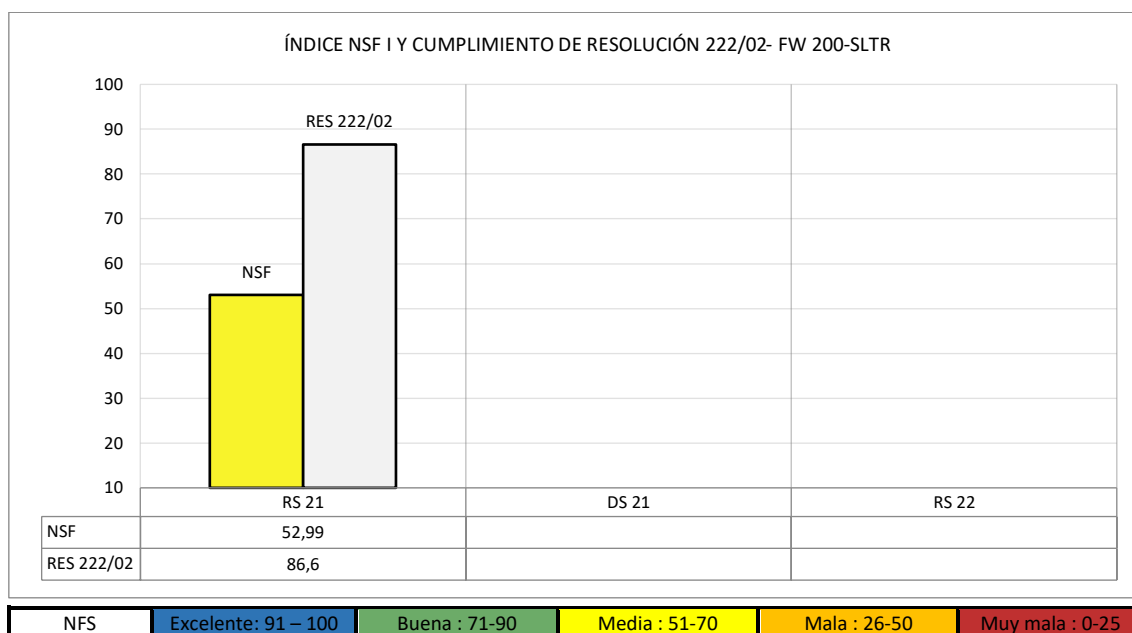 ÍNDICE NSF I Y CUMPLIMIENTO DE RESOLUCIÓN 222/02- FW 200-SLTR
100
90
80
70
60
50
40
30
20
10
RES 222/02
NSF
RS 21 DS 21 RS 22
NSF 52,99
RES 222/02 86,6
NFS Excelente: 91 – 100 Buena : 71-90 Media : 51-70 Mala : 26-50 Muy mala : 0-25